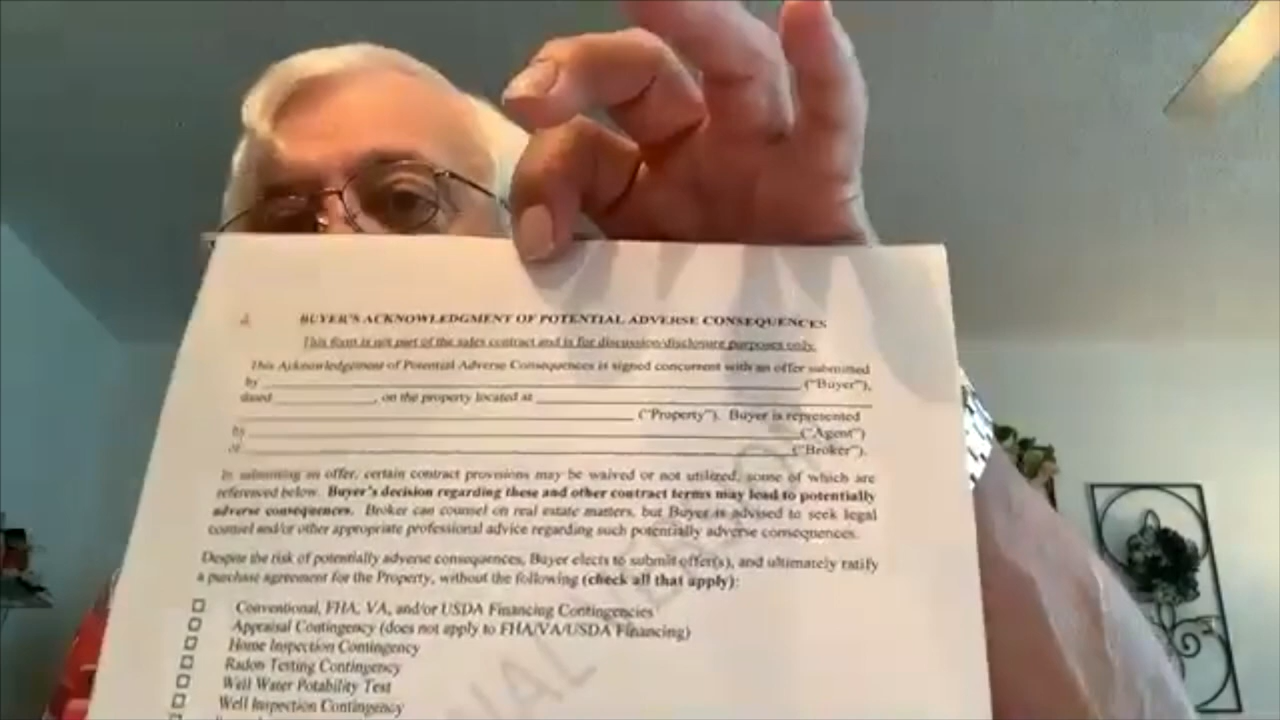 BUYER'S ACKNOWLEDGMENT OF POTENTIAL ADVERSE CONSEQUENCES
This form is not part of the sales contract and is for discussion/disclosure purposes only.
This Acknowledgement of Potential Adverse Consequences is signed concurrent with an offer submitted
by ("Buyer"),
dated , on the property located at
("Property"). Buyer is represented
by ("Agent")
of ("Broker").
In submitting an offer, certain contract provisions may be waived or not utilized, some of which are
referenced below. Buyer's decision regarding these and other contract terms may lead to potentially
adverse consequences. Broker can counsel on real estate matters, but Buyer is advised to seek legal
counsel and/or other appropriate professional advice regarding such potentially adverse consequences.
Despite the risk of potentially adverse consequences, Buyer elects to submit offer(s), and ultimately ratify
a purchase agreement for the Property, without the following (check all that apply):
Conventional, FHA, VA, and/or USDA Financing Contingencies
Appraisal Contingency (does not apply to FHA/VA/USDA Financing)
Home Inspection Contingency
Radon Testing Contingency
Well Water Potability Test
Well Inspection Contingency